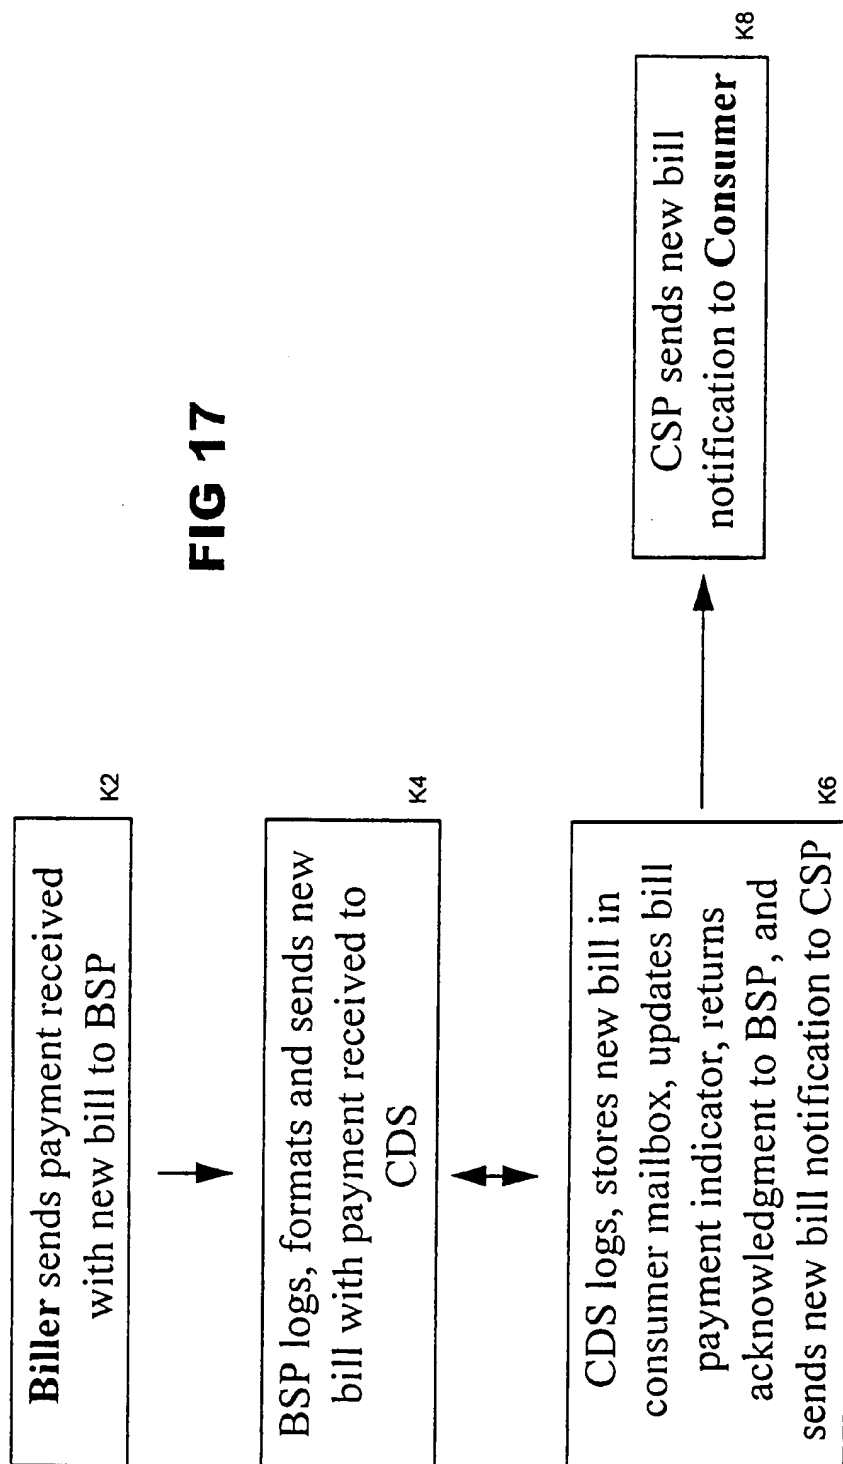 FIG 17
Biller sends payment received
with new bill to BSP
K2
BSP logs, formats and sends new
bill with payment received to
CDS
K4
CDS logs, stores new bill in
consumer mailbox, updates bill
payment indicator, returns
acknowledgment to BSP, and
sends new bill notification to CSP
K6
CSP sends new bill
notification to Consumer
K8